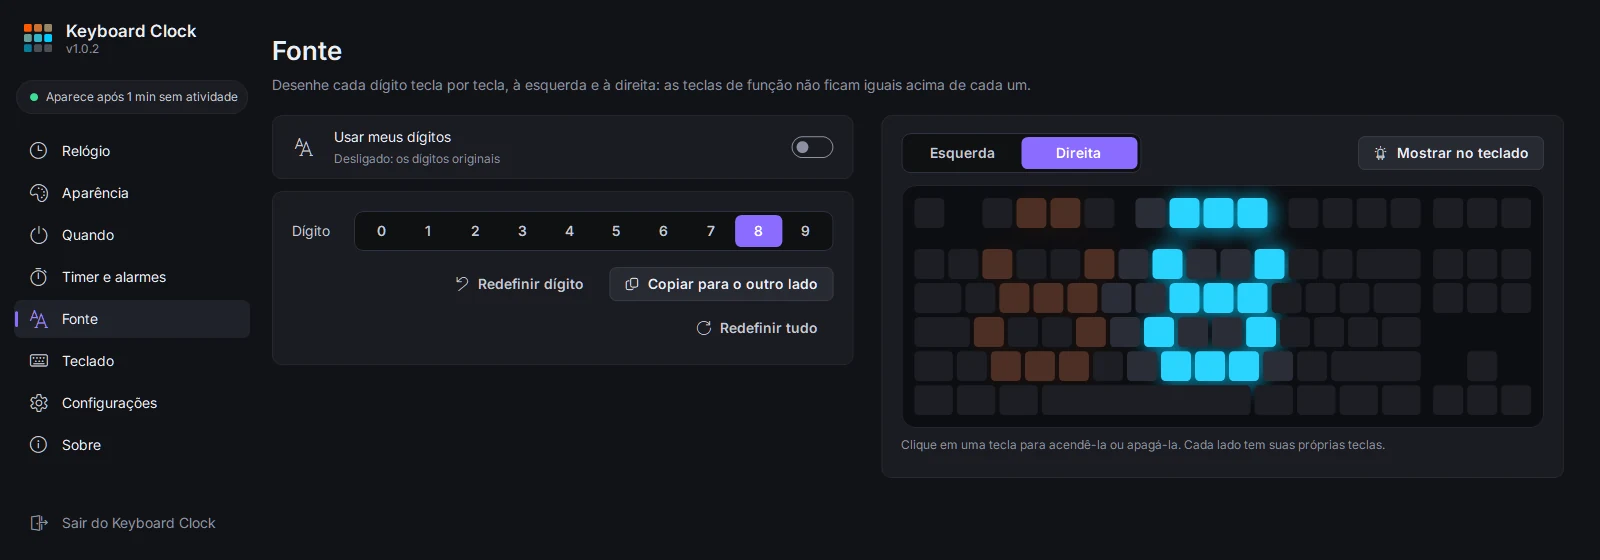 Keyboard Clock
v1.0.2
Aparece após 1 min sem atividade
Relógio
Aparência
Quando
Timer e alarmes
Fonte
Teclado
Configurações
Sobre
Sair do Keyboard Clock
Fonte
Desenhe cada dígito tecla por tecla, à esquerda e à direita: as teclas de função não ficam iguais acima de cada um.
Usar meus dígitos
Desligado: os dígitos originais
Dígito 0 1 2 3 4 5 6 7 8 9
Redefinir dígito
Copiar para o outro lado
Redefinir tudo
Esquerda
Direita
Mostrar no teclado
Clique em uma tecla para acendê-la ou apagá-la. Cada lado tem suas próprias teclas.